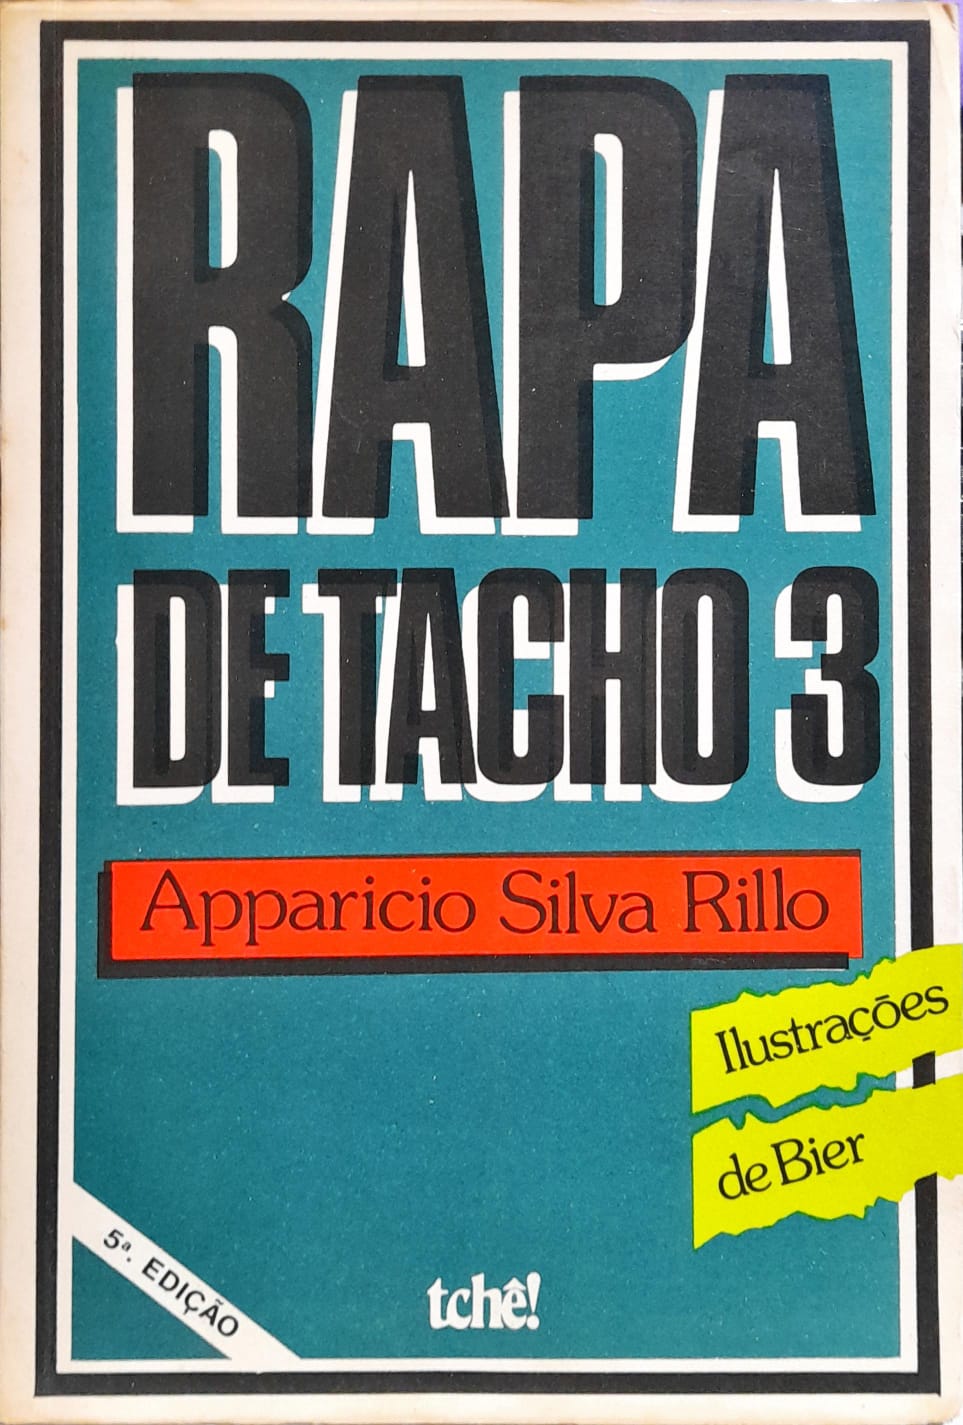 RAPA
DE TACHO 3
Apparicio Silva Rillo
Ilustrações
de Bier
5ª. EDIÇÃO
tchê!